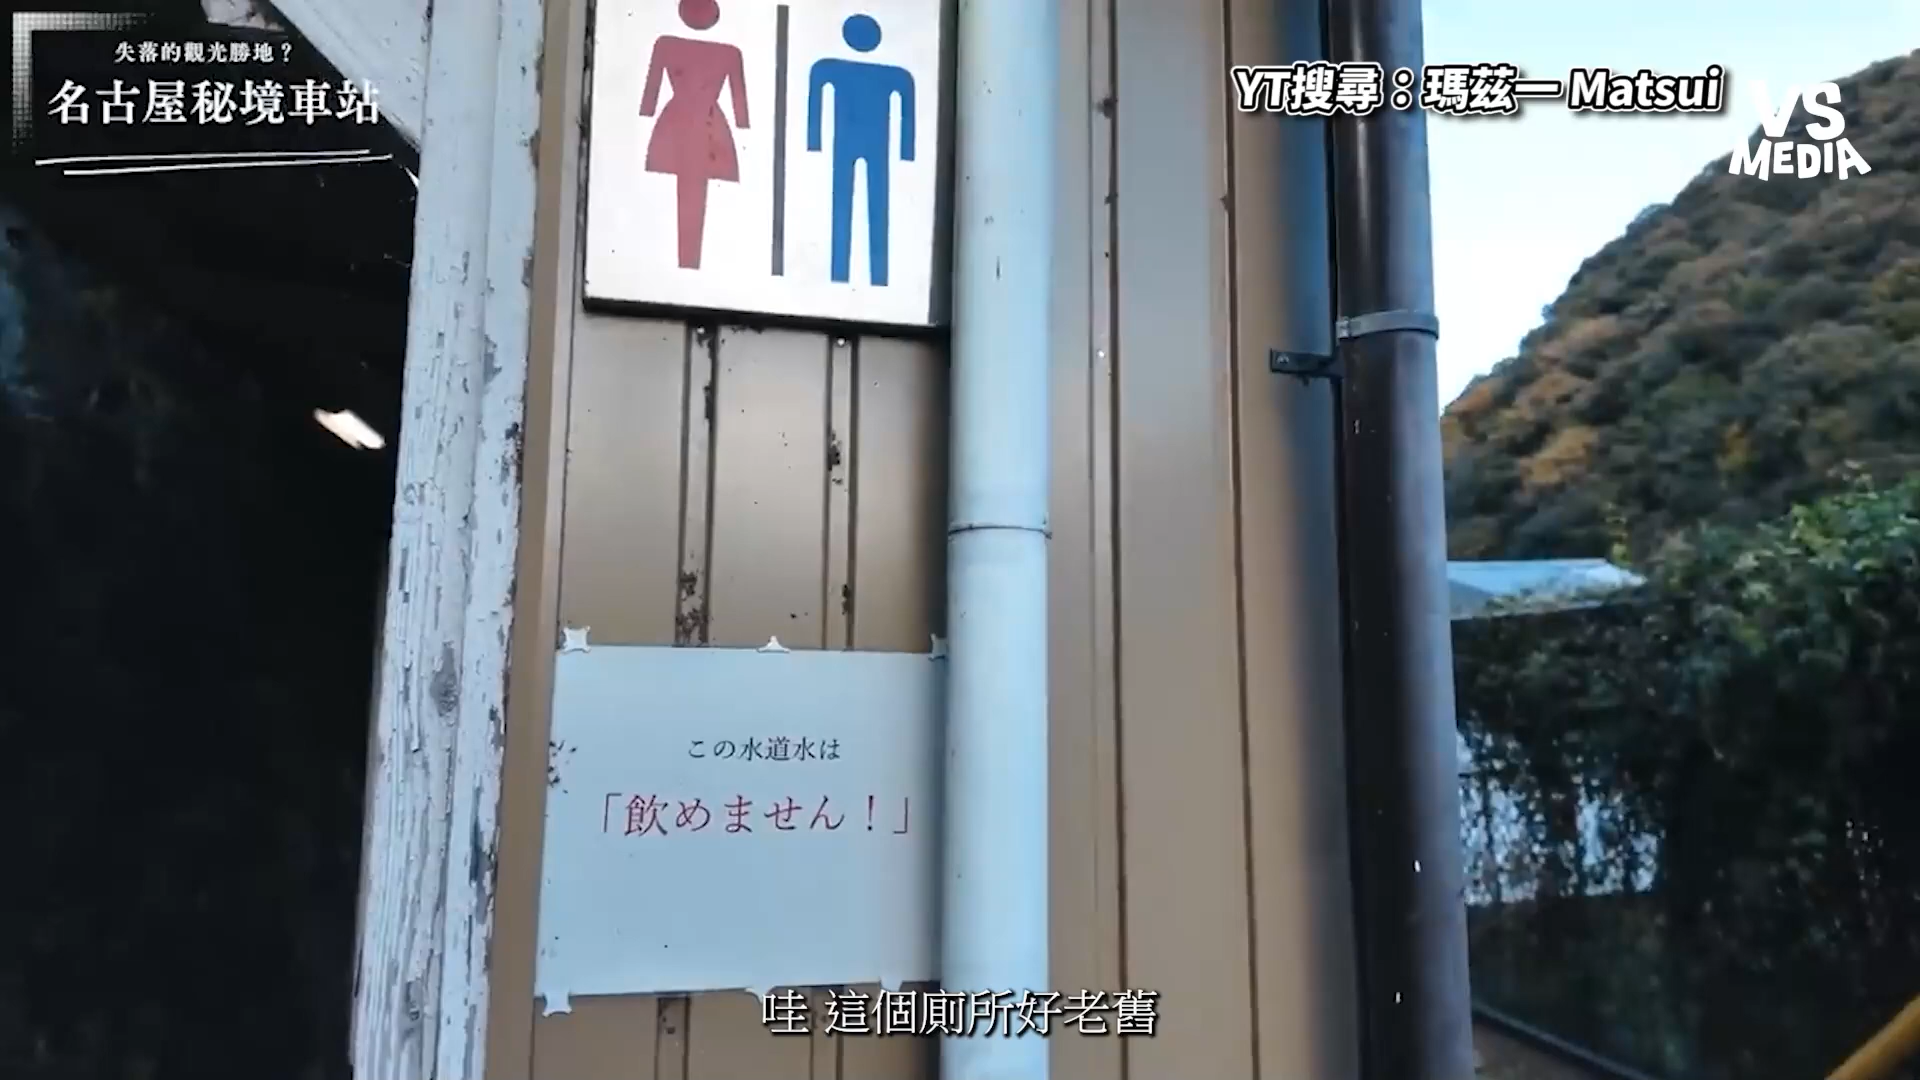 失落的觀光勝地？
名古屋秘境車站
YT搜尋：瑪茲一 Matsui
VS
MEDIA
この水道水は
「飲めません！」
哇 這個廁所好老舊